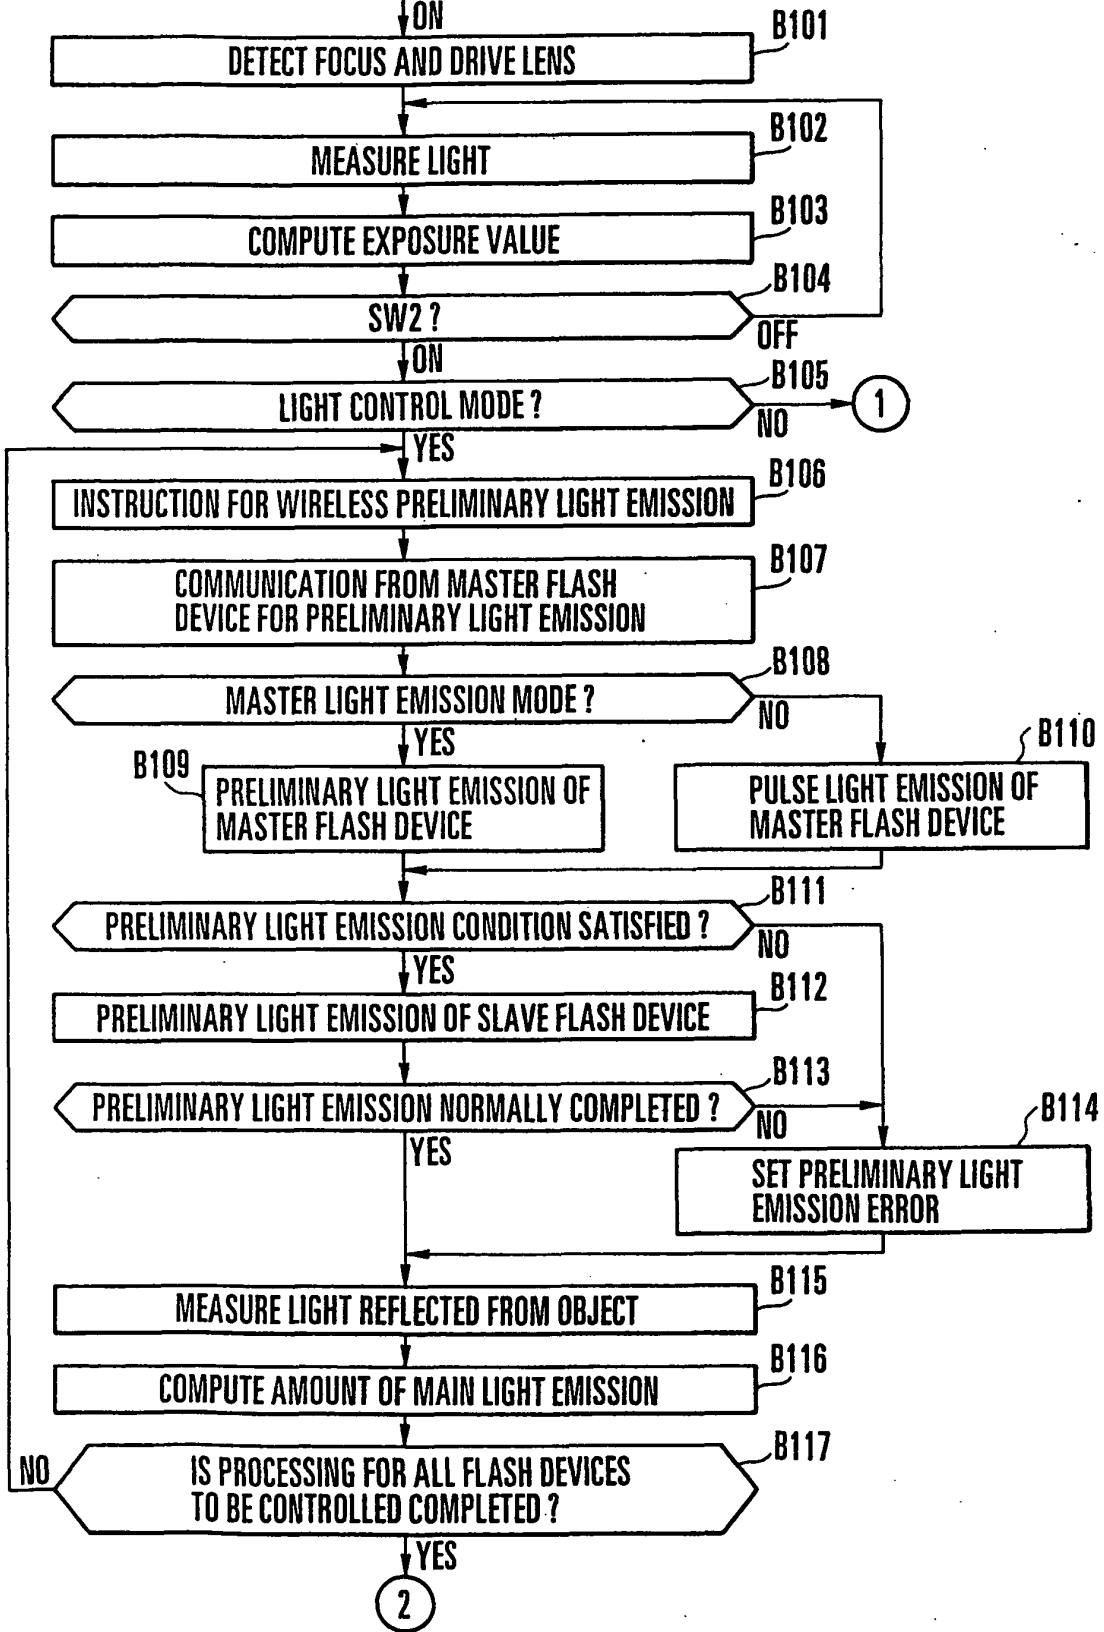 ON
B101
DETECT FOCUS AND DRIVE LENS
B102
MEASURE LIGHT
B103
COMPUTE EXPOSURE VALUE
B104
SW2 ?
OFF
ON
B105
LIGHT CONTROL MODE ?
1
NO
YES
B106
INSTRUCTION FOR WIRELESS PRELIMINARY LIGHT EMISSION
B107
COMMUNICATION FROM MASTER FLASH
DEVICE FOR PRELIMINARY LIGHT EMISSION
B108
MASTER LIGHT EMISSION MODE ?
NO
YES
B109
PRELIMINARY LIGHT EMISSION OF
MASTER FLASH DEVICE
B110
PULSE LIGHT EMISSION OF
MASTER FLASH DEVICE
B111
PRELIMINARY LIGHT EMISSION CONDITION SATISFIED ?
NO
YES
B112
PRELIMINARY LIGHT EMISSION OF SLAVE FLASH DEVICE
B113
PRELIMINARY LIGHT EMISSION NORMALLY COMPLETED ?
NO
YES
B114
SET PRELIMINARY LIGHT
EMISSION ERROR
B115
MEASURE LIGHT REFLECTED FROM OBJECT
B116
COMPUTE AMOUNT OF MAIN LIGHT EMISSION
B117
NO
IS PROCESSING FOR ALL FLASH DEVICES
TO BE CONTROLLED COMPLETED ?
YES
2